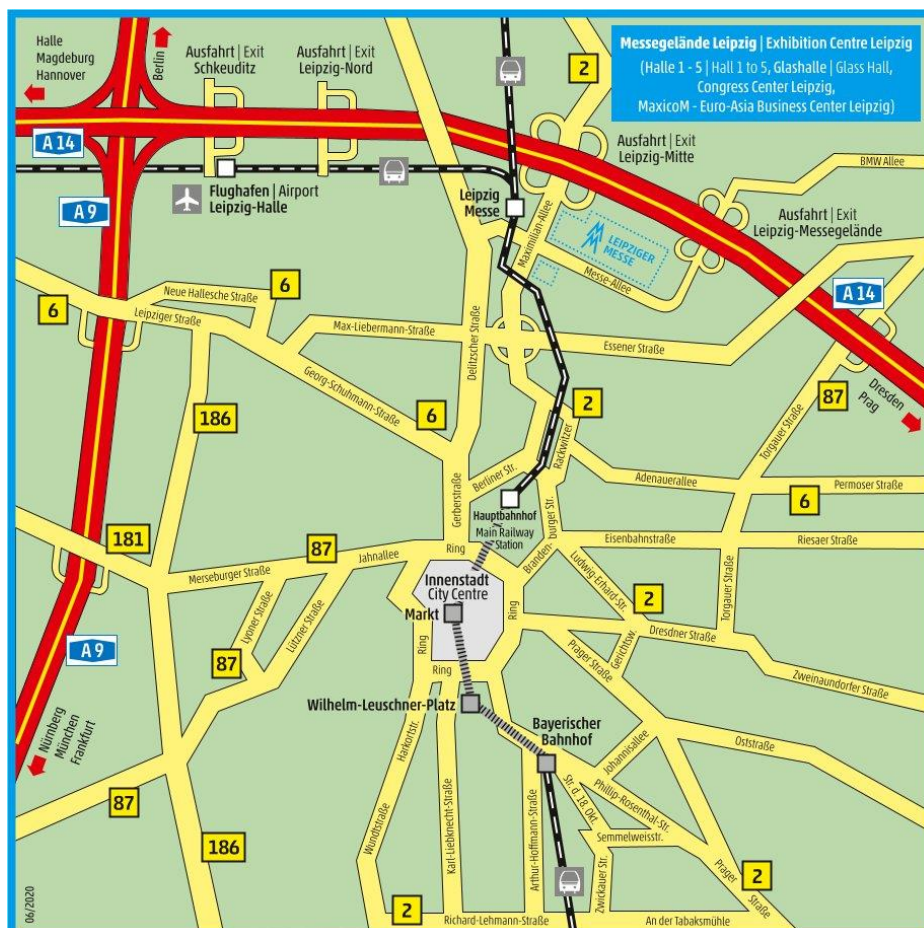 Halle
Magdeburg
Hannover
Berlin
Ausfahrt | Exit
Schkeuditz
Ausfahrt | Exit
Leipzig-Nord
2
Messegelände Leipzig | Exhibition Centre Leipzig
(Halle 1 - 5 | Hall 1 to 5, Glashalle | Glass Hall,
Congress Center Leipzig,
MaxicoM - Euro-Asia Business Center Leipzig)
A 14
Ausfahrt | Exit
Leipzig-Mitte
BMW Allee
Flughafen | Airport
Leipzig-Halle
A 9
Leipzig
Messe
Maximilian-Allee
LEIPZIGER
MESSE
Ausfahrt | Exit
Leipzig-Messegelände
Messe-Allee
A 14
6
Neue Hallesche Straße
6
Leipziger Straße
Max-Liebermann-Straße
Delitzscher Straße
Essener Straße
Dresden
Prag
87
Georg-Schuhmann-Straße
6
186
2
Rackwitzer
Torgauer Straße
Berliner Str.
Adenauerallee
Permoser Straße
6
Gerberstraße
Hauptbahnhof
Main Railway
Station
Branden-
burger Str.
181
87
Merseburger Straße
Jahnallee
Ring
Eisenbahnstraße
Riesaer Straße
Innenstadt
City Centre
Markt
Ludwig-Erhard-Str.
2
Torgauer Straße
Lyoner Straße
Lützner Straße
Ring
Ring
Ring
Dresdner Straße
Gerichtsw.
Prager Straße
Zweinaundorfer Straße
A 9
87
Nürnberg
München
Frankfurt
Wilhelm-Leuschner-Platz
Bayerischer
Bahnhof
Harkortstr.
Johannisallee
Oststraße
87
Wundtstraße
Karl-Liebknecht-Straße
Arthur-Hoffmann-Straße
Str. d. 18. Okt.
Phillip-Rosenthal-Str.
Semmelweisstr.
186
Zwickauer Str.
Prager
Straße
2
2
Richard-Lehmann-Straße
An der Tabaksmühle
06/2020